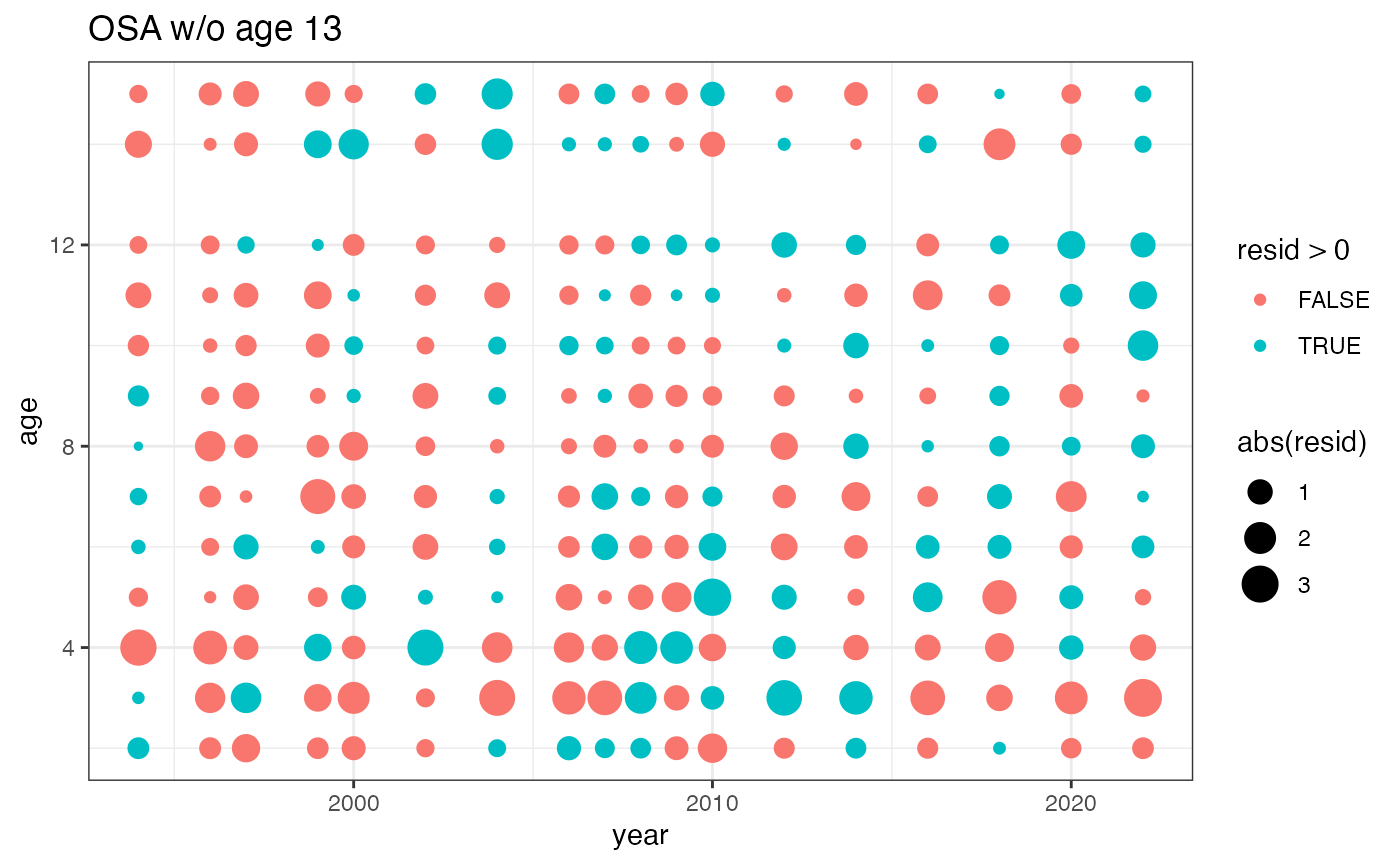 OSA w/o age 13
12
8
4
age
2000 2010 2020
year
resid > 0
FALSE
TRUE
abs(resid)
1
2
3